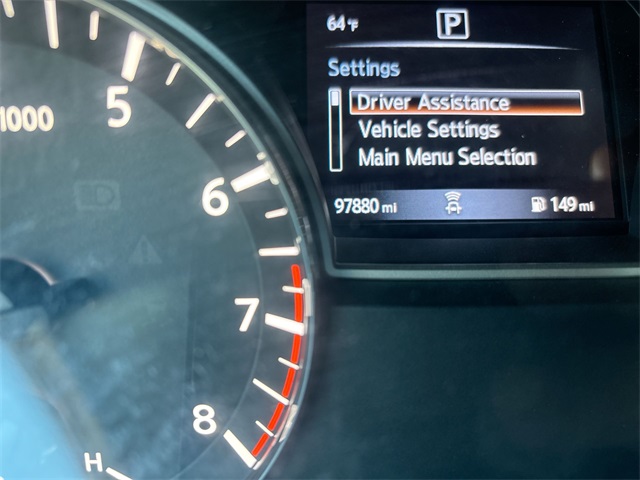 64°F P
Settings
Driver Assistance
Vehicle Settings
Main Menu Selection
97880 mi 149 mi
1000
5
6
7
8
H